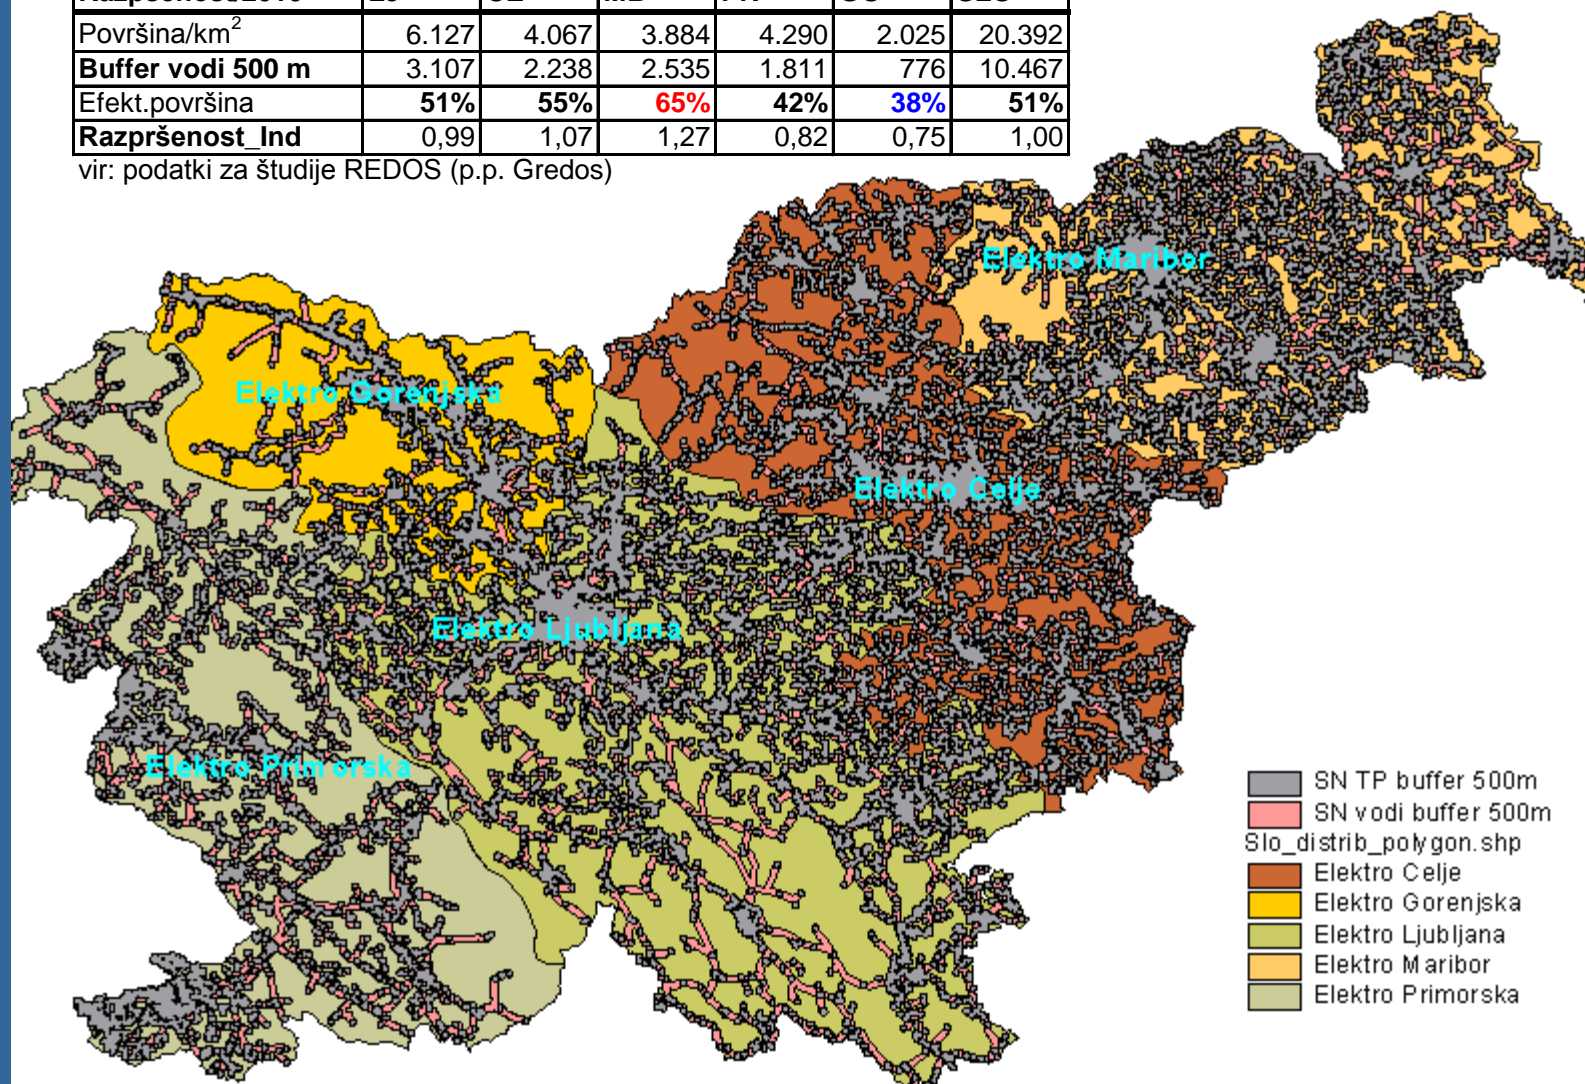 Površina/km2 6.127 4.067 3.884 4.290 2.025 20.392
Buffer vodi 500 m 3.107 2.238 2.535 1.811 776 10.467
Efekt.površina 51% 55% 65% 42% 38% 51%
Razpršenost_Ind 0,99 1,07 1,27 0,82 0,75 1,00
vir: podatki za študije REDOS (p.p. Gredos)
Elektro Maribor
Elektro Gorenjska
Elektro Celje
Elektro Ljubljana
Elektro Primorska
SN TP buffer 500m
SN vodi buffer 500m
Slo_distrib_polygon.shp
Elektro Celje
Elektro Gorenjska
Elektro Ljubljana
Elektro Maribor
Elektro Primorska